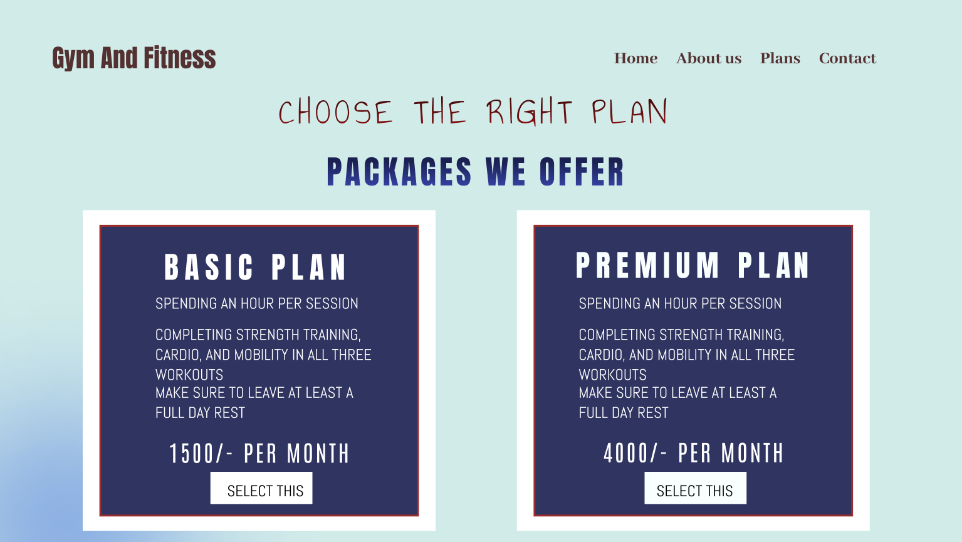 Gym And Fitness
Home About us Plans Contact
CHOOSE THE RIGHT PLAN
PACKAGES WE OFFER
BASIC PLAN
SPENDING AN HOUR PER SESSION
COMPLETING STRENGTH TRAINING,
CARDIO, AND MOBILITY IN ALL THREE
WORKOUTS
MAKE SURE TO LEAVE AT LEAST A
FULL DAY REST
1500/- PER MONTH
SELECT THIS
PREMIUM PLAN
SPENDING AN HOUR PER SESSION
COMPLETING STRENGTH TRAINING,
CARDIO, AND MOBILITY IN ALL THREE
WORKOUTS
MAKE SURE TO LEAVE AT LEAST A
FULL DAY REST
4000/- PER MONTH
SELECT THIS